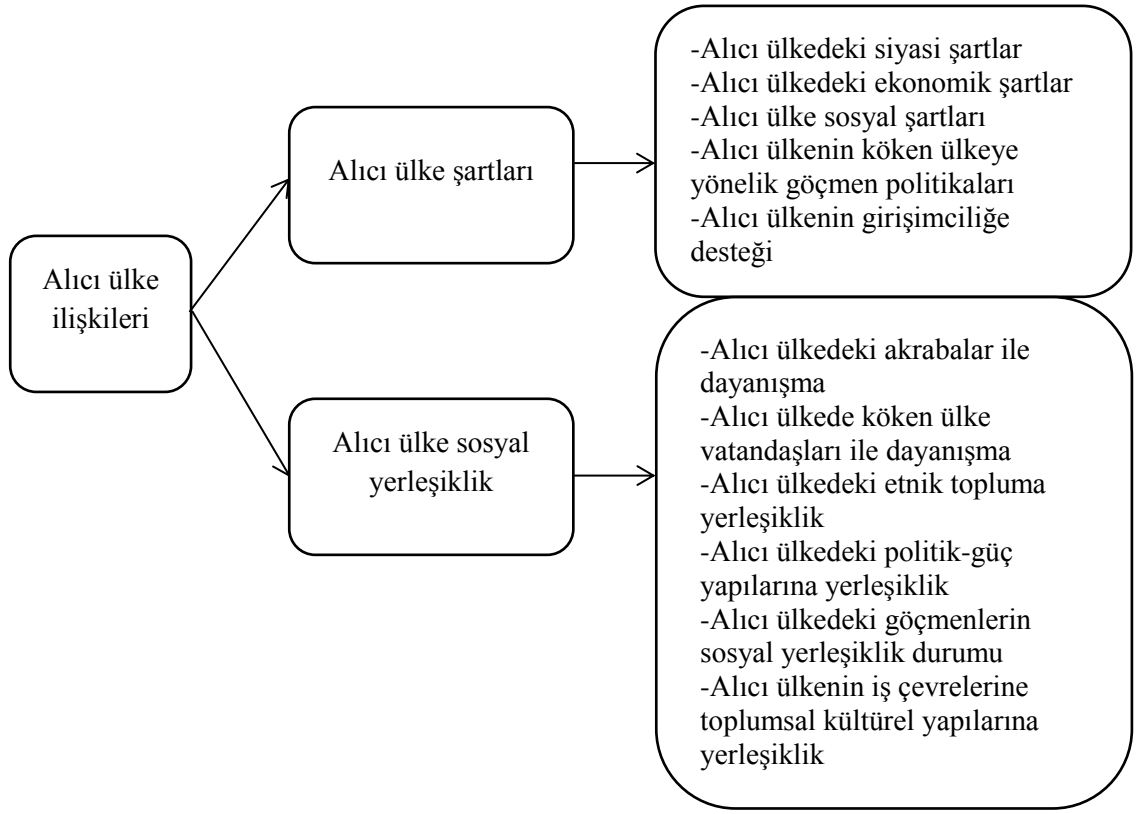 Alıcı ülke
ilişkileri
Alıcı ülke şartları
-Alıcı ülkedeki siyasi şartlar
-Alıcı ülkedeki ekonomik şartlar
-Alıcı ülke sosyal şartları
-Alıcı ülkenin köken ülkeye
yönelik göçmen politikaları
-Alıcı ülkenin girişimciliğe
desteği
Alıcı ülke sosyal
yerleşiklik
-Alıcı ülkedeki akrabalar ile
dayanışma
-Alıcı ülkede köken ülke
vatandaşları ile dayanışma
-Alıcı ülkedeki etnik topluma
yerleşiklik
-Alıcı ülkedeki politik-güç
yapılarına yerleşiklik
-Alıcı ülkedeki göçmenlerin
sosyal yerleşiklik durumu
-Alıcı ülkenin iş çevrelerine
toplumsal kültürel yapılarına
yerleşiklik